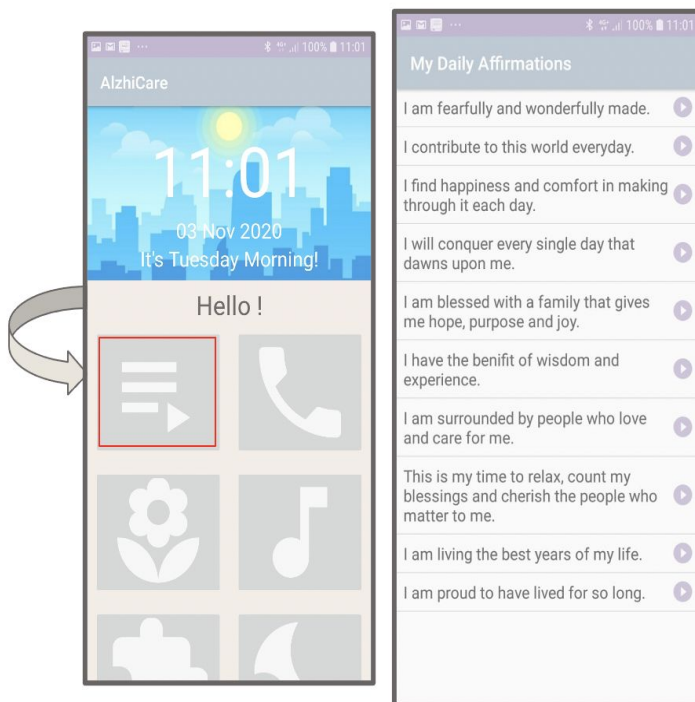 100% 11:01
AlzhiCare
11:01
03 Nov 2020
It's Tuesday Morning!
Hello !
100% 11:01
My Daily Affirmations
I am fearfully and wonderfully made.
I contribute to this world everyday.
I find happiness and comfort in making
through it each day.
I will conquer every single day that
dawns upon me.
I am blessed with a family that gives
me hope, purpose and joy.
I have the benifit of wisdom and
experience.
I am surrounded by people who love
and care for me.
This is my time to relax, count my
blessings and cherish the people who
matter to me.
I am living the best years of my life.
I am proud to have lived for so long.